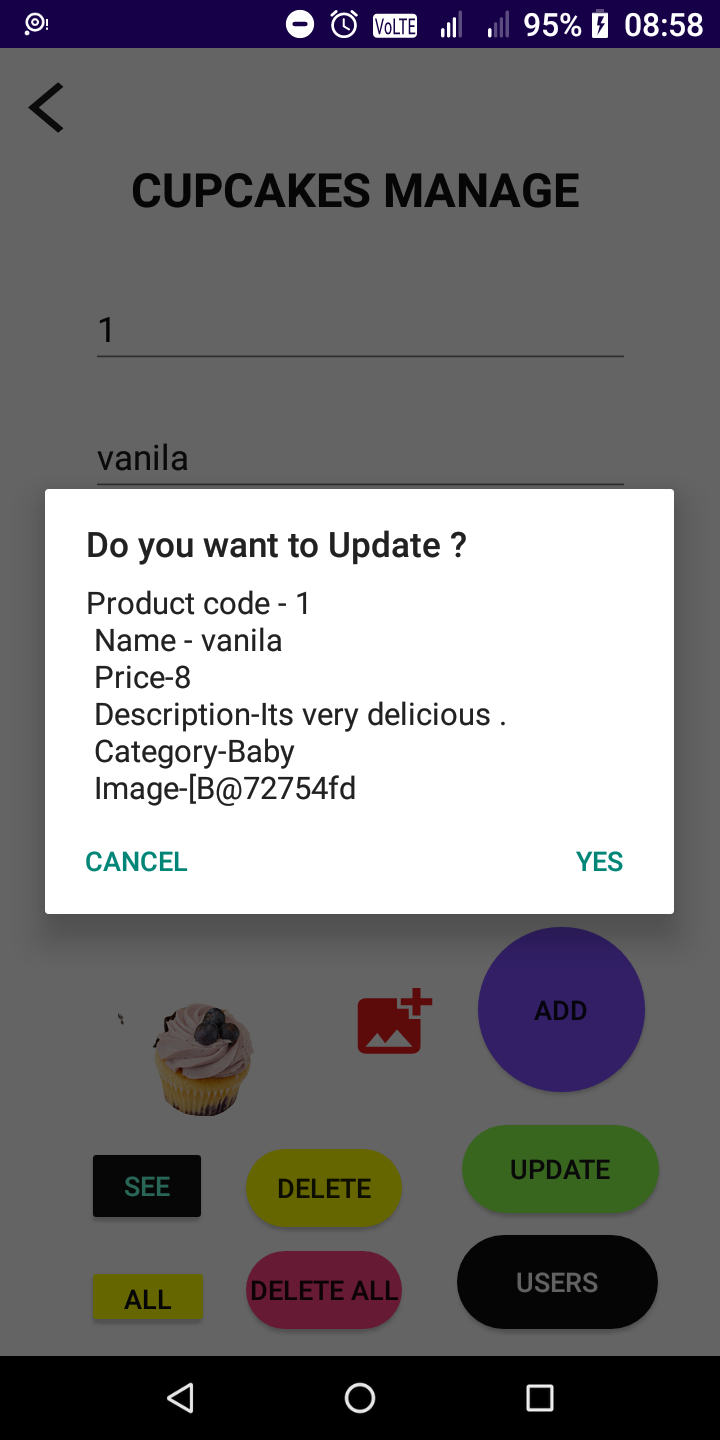 VoLTE 95% 08:58
CUPCAKES MANAGE
1
vanila
Do you want to Update ?
Product code - 1
Name - vanila
Price-8
Description-Its very delicious .
Category-Baby
Image-[B@72754fd
CANCEL YES
ADD
SEE DELETE UPDATE
ALL DELETE ALL USERS